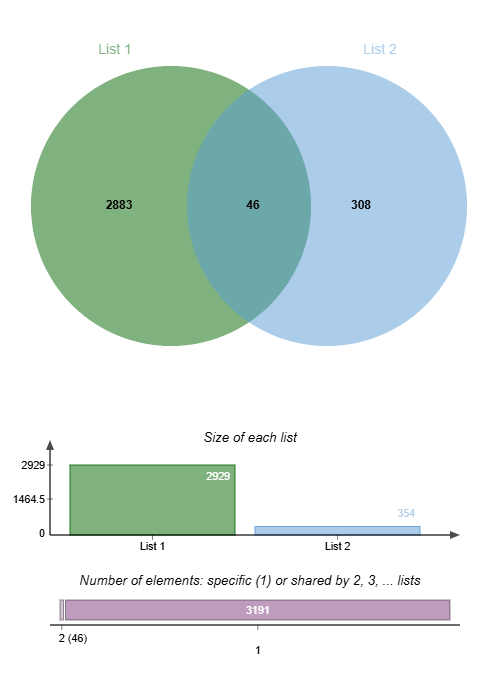 List 1
List 2
2883
46
308
Size of each list
2929
2929
1464.5
354
0
List 1
List 2
Number of elements: specific (1) or shared by 2, 3, ... lists
3191
2 (46)
1